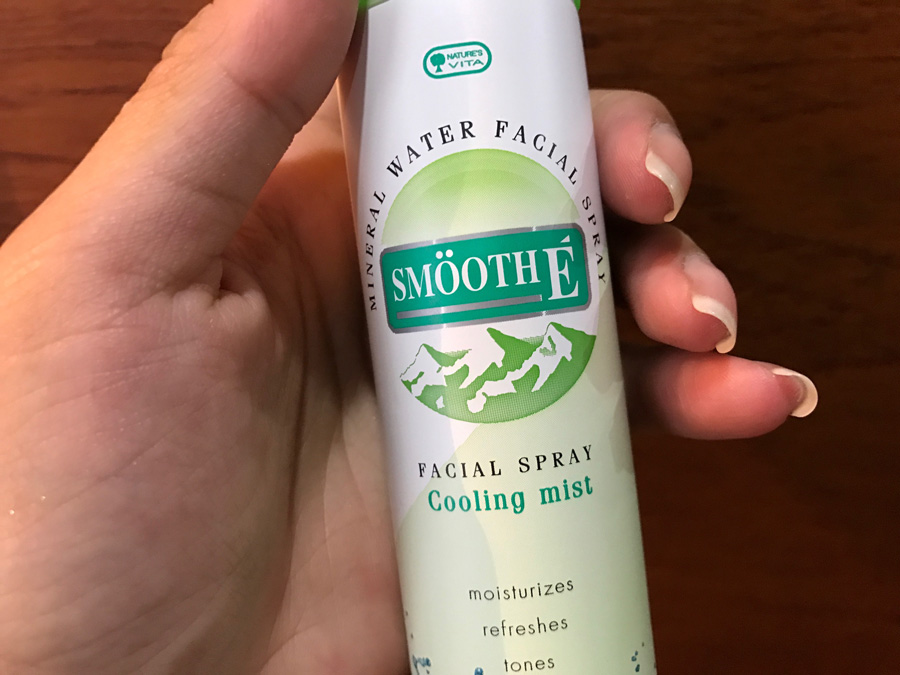 NATURE'S
VITA
MINERAL WATER FACIAL SPRAY
SMÖOTH É
FACIAL SPRAY
Cooling mist
moisturizes
refreshes
tones